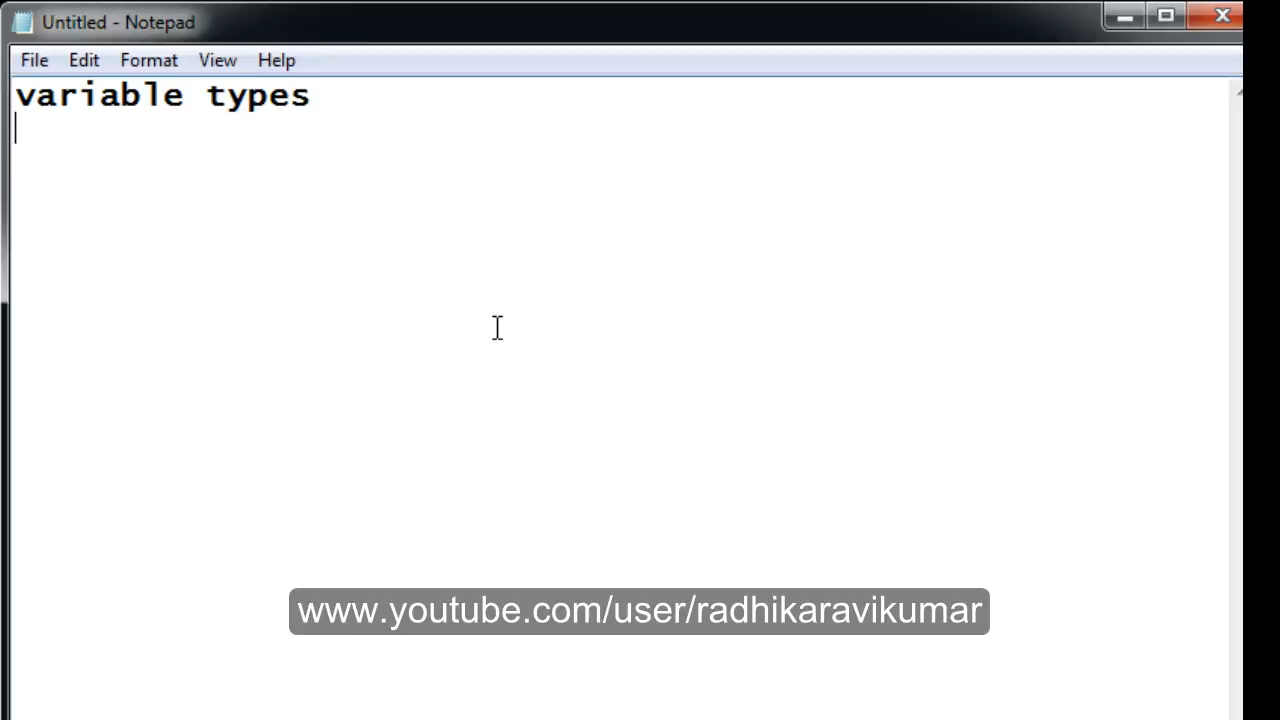 Untitled - Notepad
File Edit Format View Help
variable types
www.youtube.com/user/radhikaravikumar